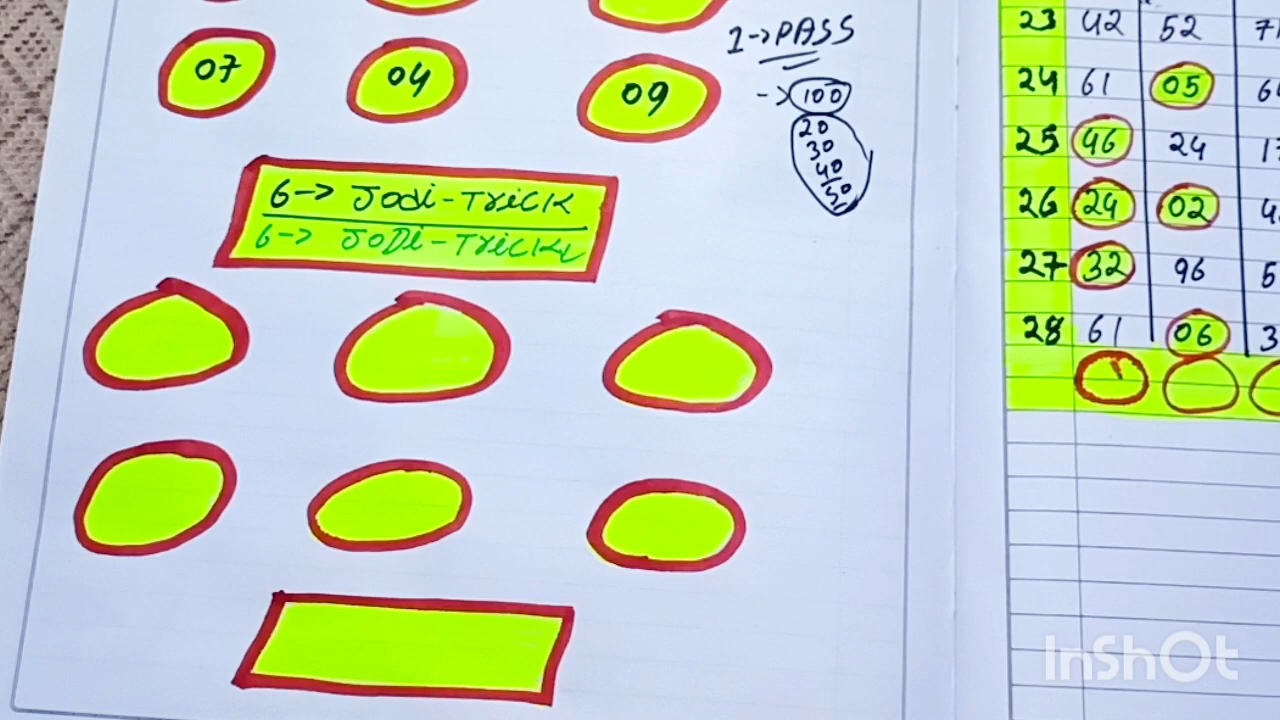 07 04 09
1->PASS
->100
20
30
40
50
6-> Jodi-Trick
6-> JoDi-Trick
23 42 52
24 61 05
25 46 24
26 24 02
27 32 96
28 61 06
InShOt